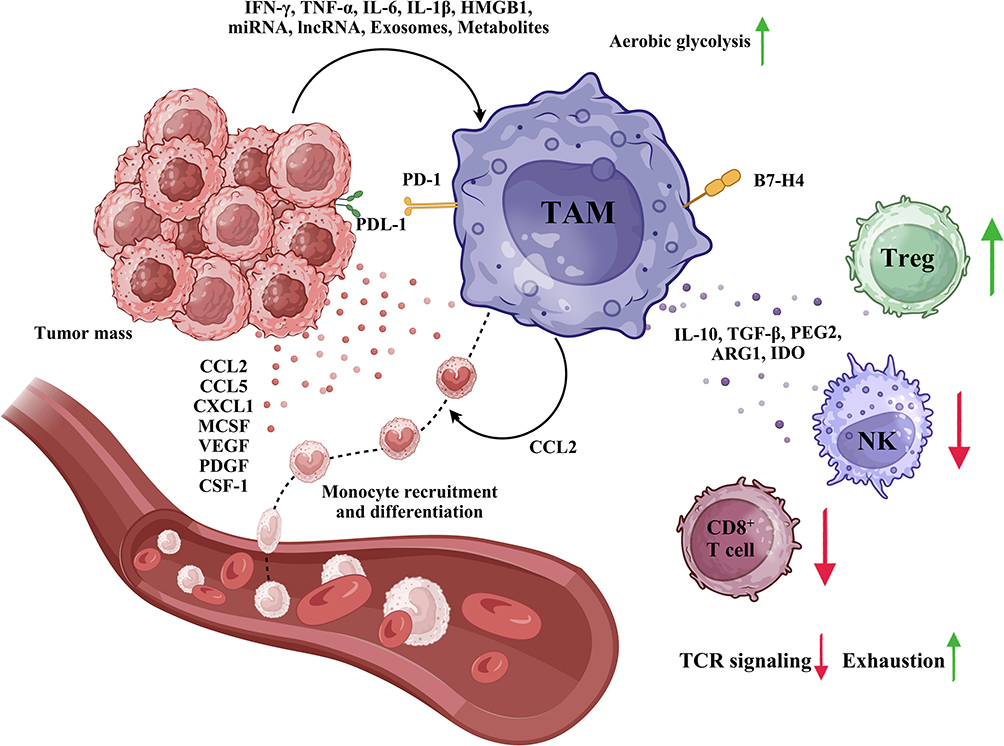 IFN-γ, TNF-α, IL-6, IL-1β, HMGB1,
miRNA, lncRNA, Exosomes, Metabolites
Aerobic glycolysis
PD-1
B7-H4
TAM
PDL-1
Treg
Tumor mass
IL-10, TGF-β, PEG2,
ARG1, IDO
CCL2
CCL5
CXCL1
MCSF
VEGF
PDGF
CSF-1
NK
CCL2
Monocyte recruitment
and differentiation
CD8⁺
T cell
TCR signaling
Exhaustion